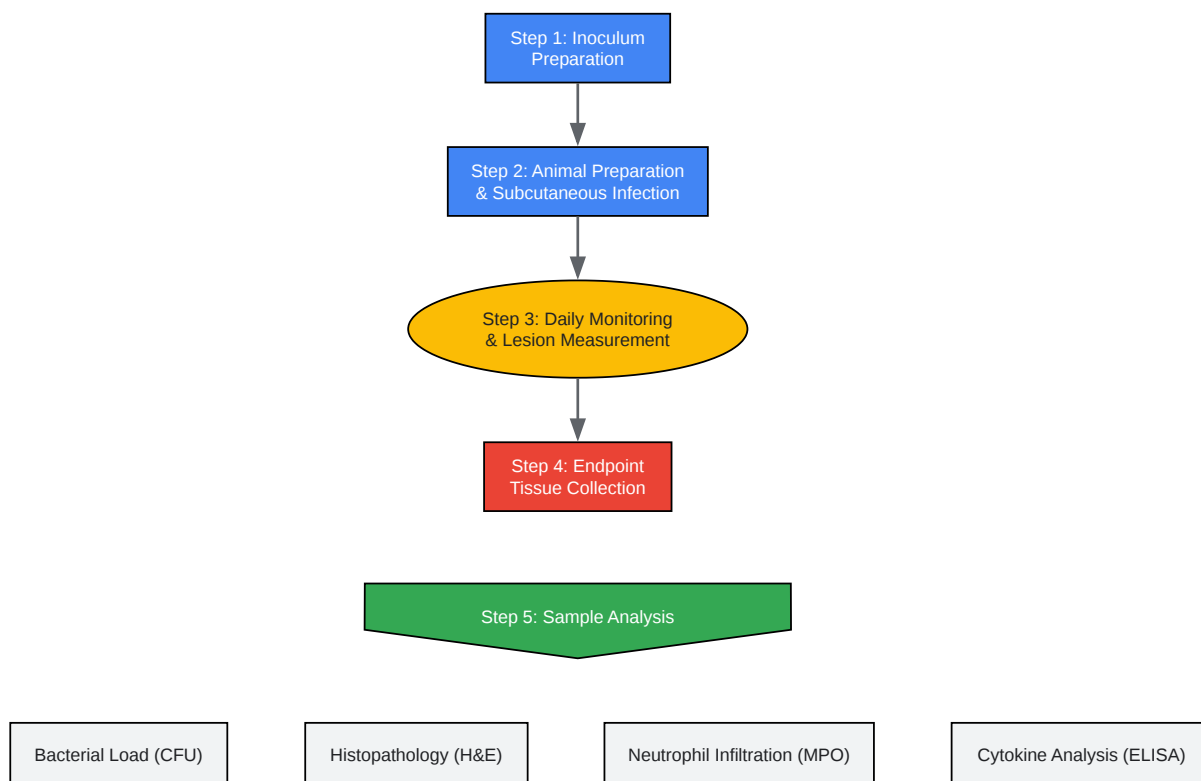 Step 1: Inoculum
Preparation
Step 2: Animal Preparation
& Subcutaneous Infection
Step 3: Daily Monitoring
& Lesion Measurement
Step 4: Endpoint
Tissue Collection
Step 5: Sample Analysis
Bacterial Load (CFU)
Histopathology (H&E)
Neutrophil Infiltration (MPO)
Cytokine Analysis (ELISA)